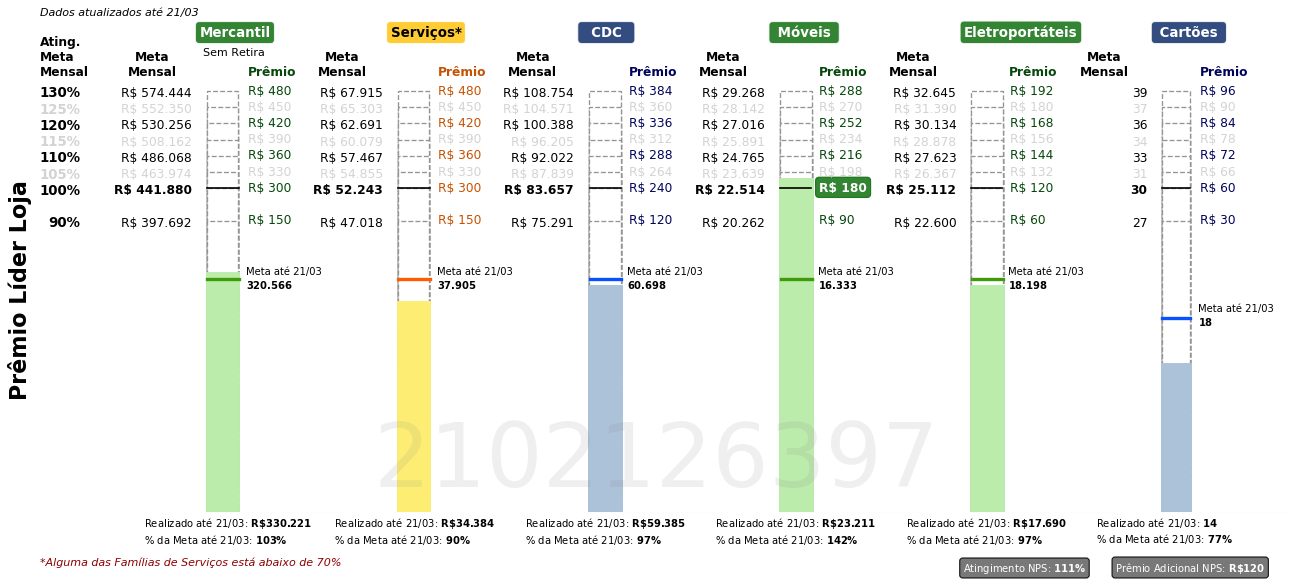 Dados atualizados até 21/03
Mercantil Serviços* CDC Móveis Eletroportáteis Cartões
Sem Retira
Ating. Meta Mensal Meta Mensal Prêmio Meta Mensal Prêmio Meta Mensal Prêmio Meta Mensal Prêmio Meta Mensal Prêmio Meta Mensal Prêmio
130% R$ 574.444 R$ 480 R$ 67.915 R$ 480 R$ 108.754 R$ 384 R$ 29.268 R$ 288 R$ 32.645 R$ 192 39 R$ 96
125% R$ 552.350 R$ 450 R$ 65.303 R$ 450 R$ 104.571 R$ 360 R$ 28.142 R$ 270 R$ 31.390 R$ 180 37 R$ 90
120% R$ 530.256 R$ 420 R$ 62.691 R$ 420 R$ 100.388 R$ 336 R$ 27.016 R$ 252 R$ 30.134 R$ 168 36 R$ 84
115% R$ 508.162 R$ 390 R$ 60.079 R$ 390 R$ 96.205 R$ 312 R$ 25.891 R$ 234 R$ 28.878 R$ 156 34 R$ 78
110% R$ 486.068 R$ 360 R$ 57.467 R$ 360 R$ 92.022 R$ 288 R$ 24.765 R$ 216 R$ 27.623 R$ 144 33 R$ 72
105% R$ 463.974 R$ 330 R$ 54.855 R$ 330 R$ 87.839 R$ 264 R$ 23.639 R$ 198 R$ 26.367 R$ 132 31 R$ 66
100% R$ 441.880 R$ 300 R$ 52.243 R$ 300 R$ 83.657 R$ 240 R$ 22.514 R$ 180 R$ 25.112 R$ 120 30 R$ 60
90% R$ 397.692 R$ 150 R$ 47.018 R$ 150 R$ 75.291 R$ 120 R$ 20.262 R$ 90 R$ 22.600 R$ 60 27 R$ 30
Prêmio Líder Loja
Meta até 21/03 Meta até 21/03 Meta até 21/03 Meta até 21/03 Meta até 21/03
320.566 37.905 60.698 16.333 18.198
Meta até 21/03
18
2102126397
Realizado até 21/03: R$330.221 Realizado até 21/03: R$34.384 Realizado até 21/03: R$59.385 Realizado até 21/03: R$23.211 Realizado até 21/03: R$17.690 Realizado até 21/03: 14
% da Meta até 21/03: 103% % da Meta até 21/03: 90% % da Meta até 21/03: 97% % da Meta até 21/03: 142% % da Meta até 21/03: 97% % da Meta até 21/03: 77%
*Alguma das Famílias de Serviços está abaixo de 70%
Atingimento NPS: 111% Prêmio Adicional NPS: R$120